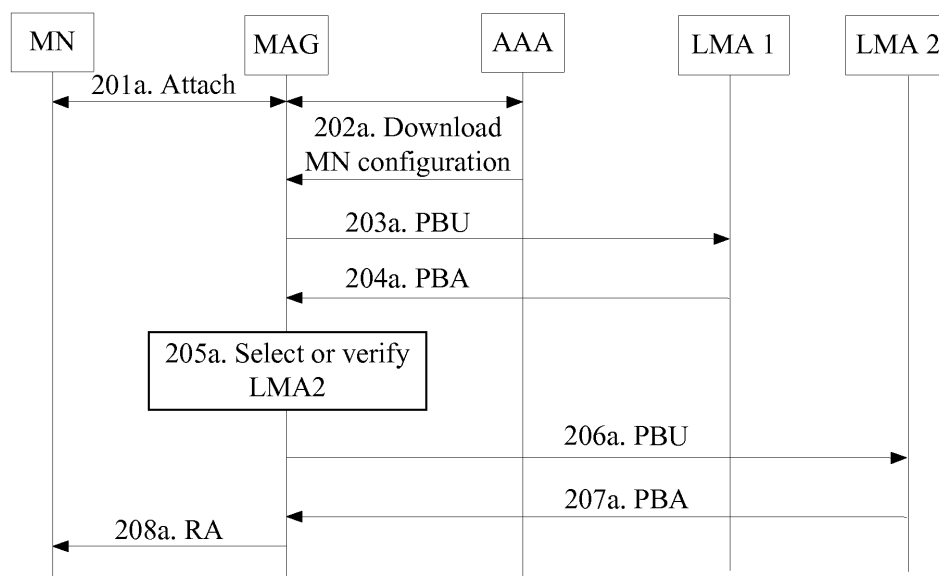 MN
MAG
AAA
LMA 1
LMA 2
201a. Attach
202a. Download
MN configuration
203a. PBU
204a. PBA
205a. Select or verify
LMA2
206a. PBU
207a. PBA
208a. RA